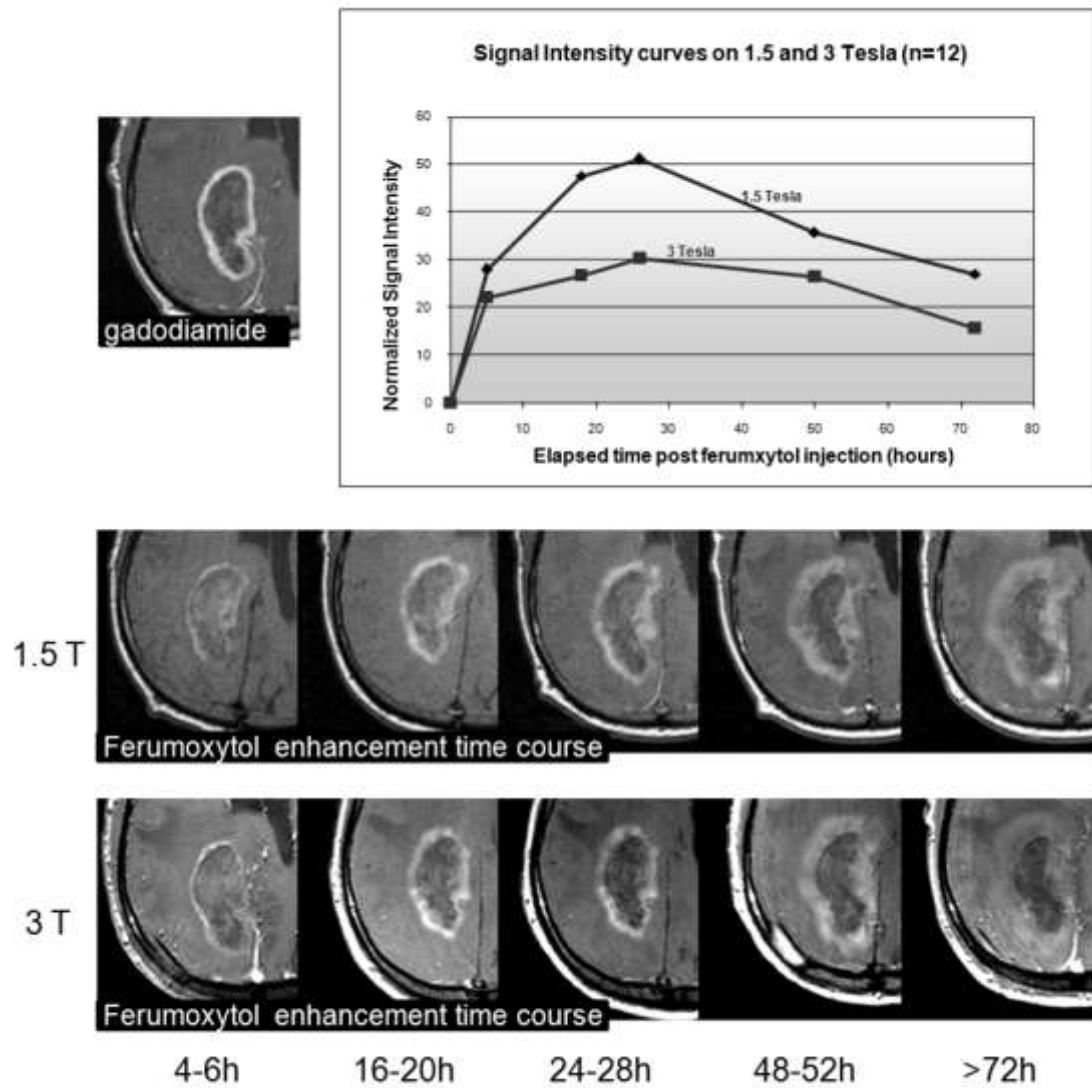 Signal Intensity curves on 1.5 and 3 Tesla (n=12)
gadodiamide
Normalized Signal Intensity
60
50
40
30
20
10
0
1.5 Tesla
3 Tesla
0 10 20 30 40 50 60 70 80
Elapsed time post ferumxytol injection (hours)
1.5 T
Ferumoxytol enhancement time course
3 T
Ferumoxytol enhancement time course
4-6h 16-20h 24-28h 48-52h >72h